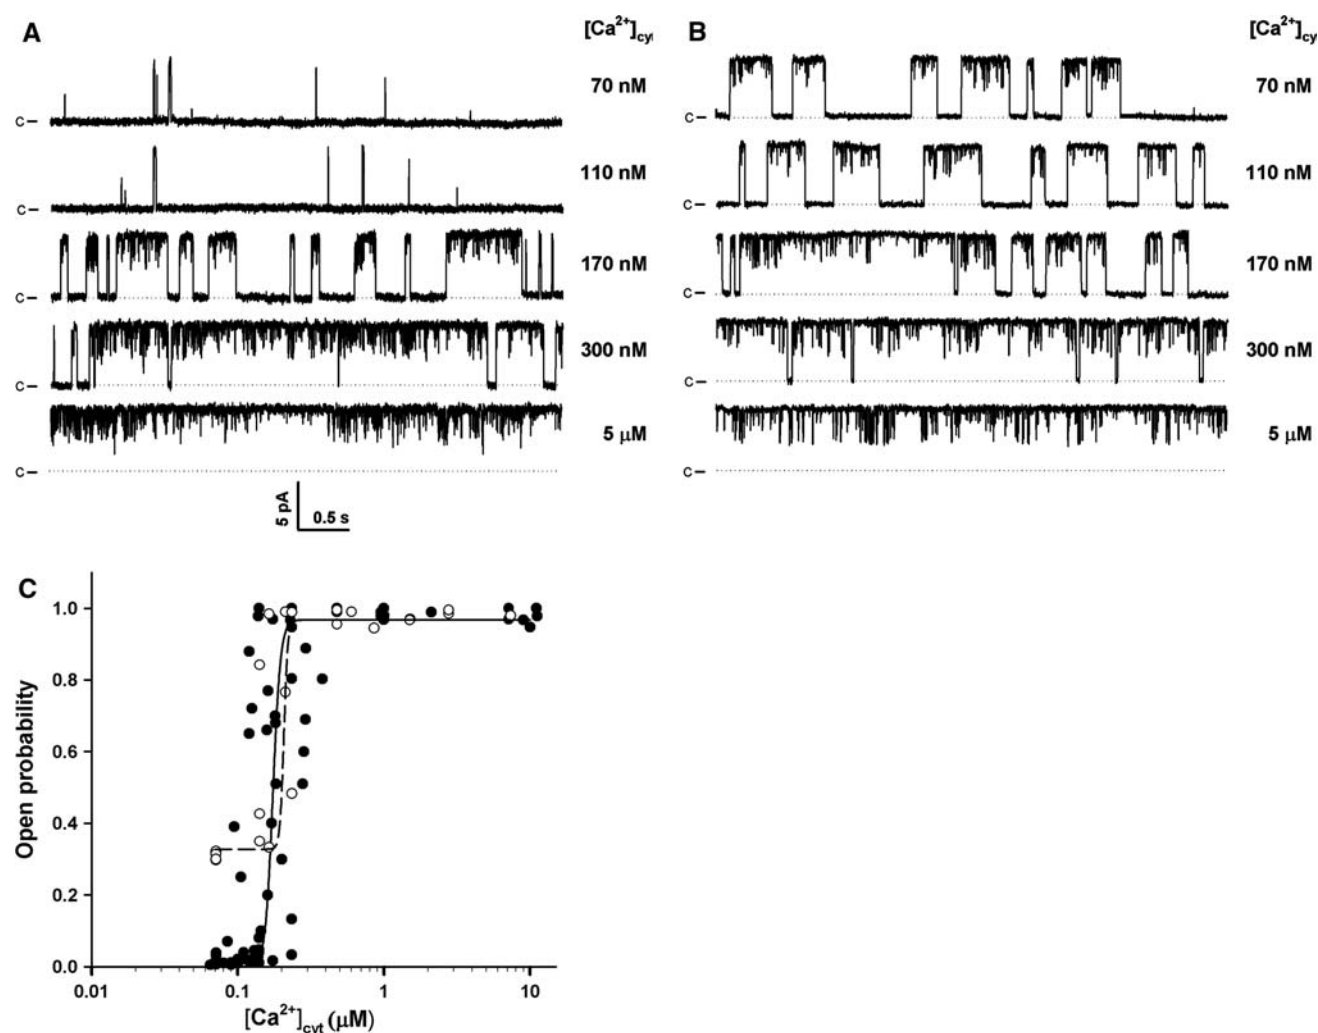 A
[Ca²⁺]cyt
70 nM
C
110 nM
C
170 nM
C
300 nM
C
5 μM
C
5 pA
0.5 s
B
[Ca²⁺]cyt
70 nM
C
110 nM
C
170 nM
C
300 nM
C
5 μM
C
C
Open probability
1.0
0.8
0.6
0.4
0.2
0.0
0.01
0.1
1
10
[Ca²⁺]cyt (μM)